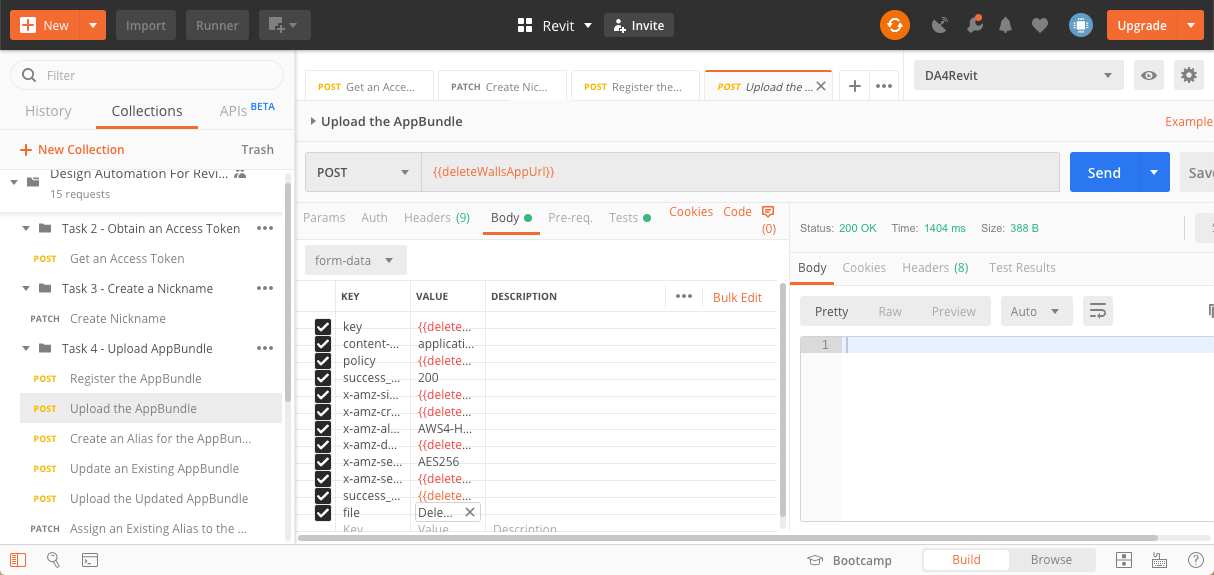 New
Import
Runner
Revit
Invite
Upgrade
Filter
History
Collections
APIs BETA
New Collection
Trash
Design Automation For Revi...
15 requests
Task 2 - Obtain an Access Token
POST Get an Access Token
Task 3 - Create a Nickname
PATCH Create Nickname
Task 4 - Upload AppBundle
POST Register the AppBundle
POST Upload the AppBundle
POST Create an Alias for the AppBun...
POST Update an Existing AppBundle
POST Upload the Updated AppBundle
PATCH Assign an Existing Alias to the ...
POST Get an Acce...
PATCH Create Nic...
POST Register the...
POST Upload the ...
DA4Revit
Upload the AppBundle
Example
POST
{{deleteWallsAppUrl}}
Send
Save
Params
Auth
Headers (9)
Body
Pre-req.
Tests
Cookies
Code
(0)
form-data
KEY VALUE DESCRIPTION
Bulk Edit
key {{delete...
content-... applicati...
policy {{delete...
success_... 200
x-amz-si... {{delete...
x-amz-cr... {{delete...
x-amz-al... AWS4-H...
x-amz-d... {{delete...
x-amz-se... AES256
x-amz-se... {{delete...
success_... {{delete...
file Dele...
Key Value Description
Status: 200 OK Time: 1404 ms Size: 388 B
Body
Cookies
Headers (8)
Test Results
Pretty
Raw
Preview
Auto
1
Bootcamp
Build
Browse